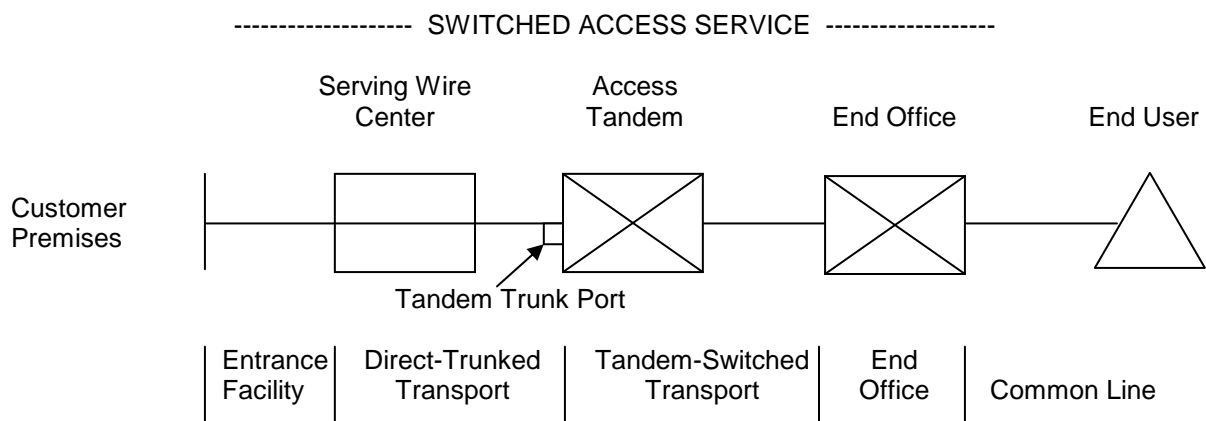 ------------------- SWITCHED ACCESS SERVICE ------------------
Serving Wire
Center
Access
Tandem
End Office
End User
Customer
Premises
Tandem Trunk Port
Entrance
Facility
Direct-Trunked
Transport
Tandem-Switched
Transport
End
Office
Common Line